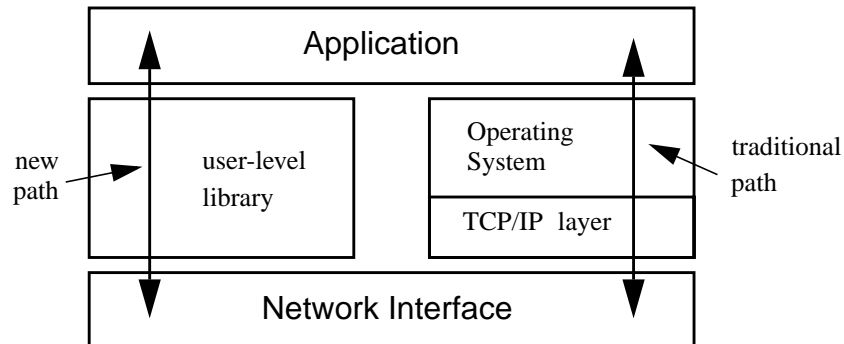 Application
new
path
user-level
library
Operating
System
TCP/IP layer
traditional
path
Network Interface